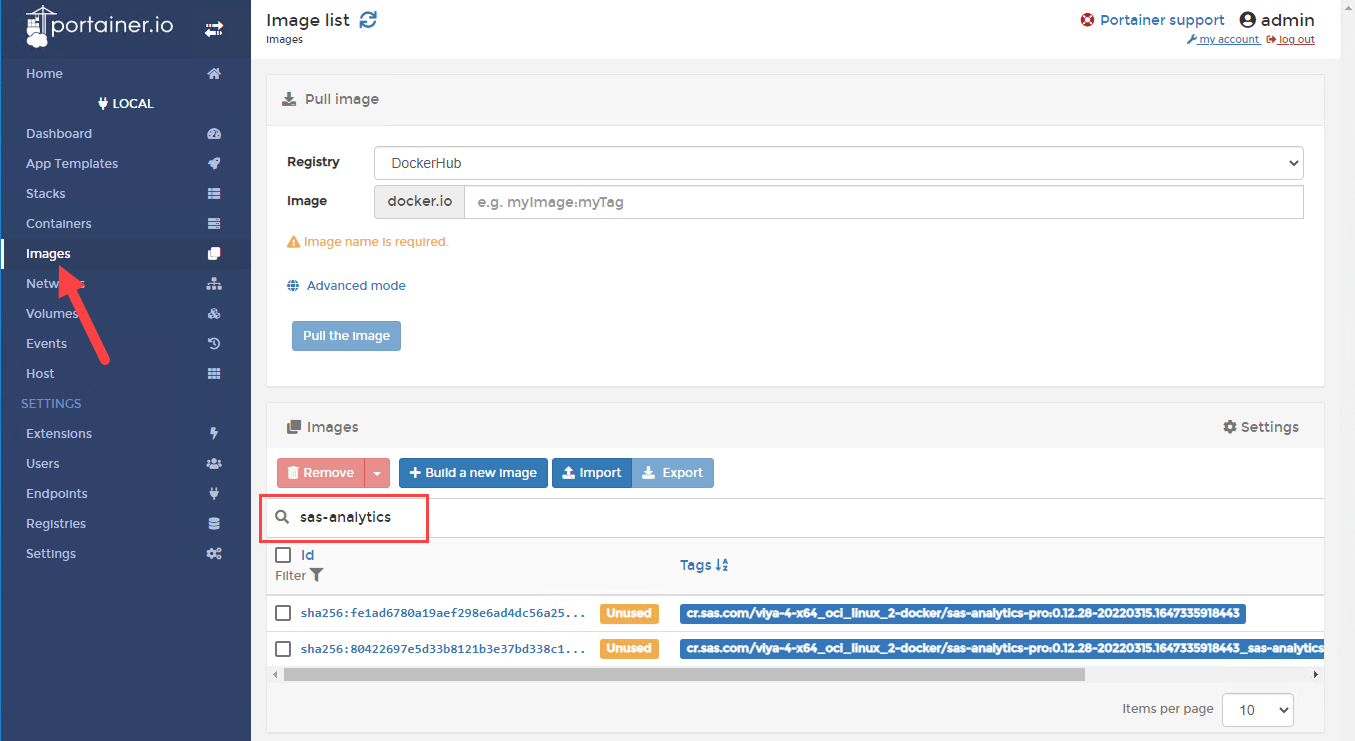 portainer.io
Home
LOCAL
Dashboard
App Templates
Stacks
Containers
Images
Volumes
Events
Host
SETTINGS
Extensions
Users
Endpoints
Registries
Settings
Image list
Images
Portainer support
admin
my account
log out
Pull image
Registry
DockerHub
Image
docker.io
e.g. myImage:myTag
Image name is required.
Advanced mode
Pull the image
Images
Settings
Remove
Build a new image
Import
Export
sas-analytics
Id
Filter
Tags
sha256:fe1ad6780a19aef298e6ad4dc56a25...
Unused
cr.sas.com/viya-4-x64_oci_linux_2-docker/sas-analytics-pro:0.12.28-20220315.1647335918443
sha256:80422697e5d33b8121b3e37bd338c1...
Unused
cr.sas.com/viya-4-x64_oci_linux_2-docker/sas-analytics-pro:0.12.28-20220315.1647335918443_sas-analytics
Items per page
10